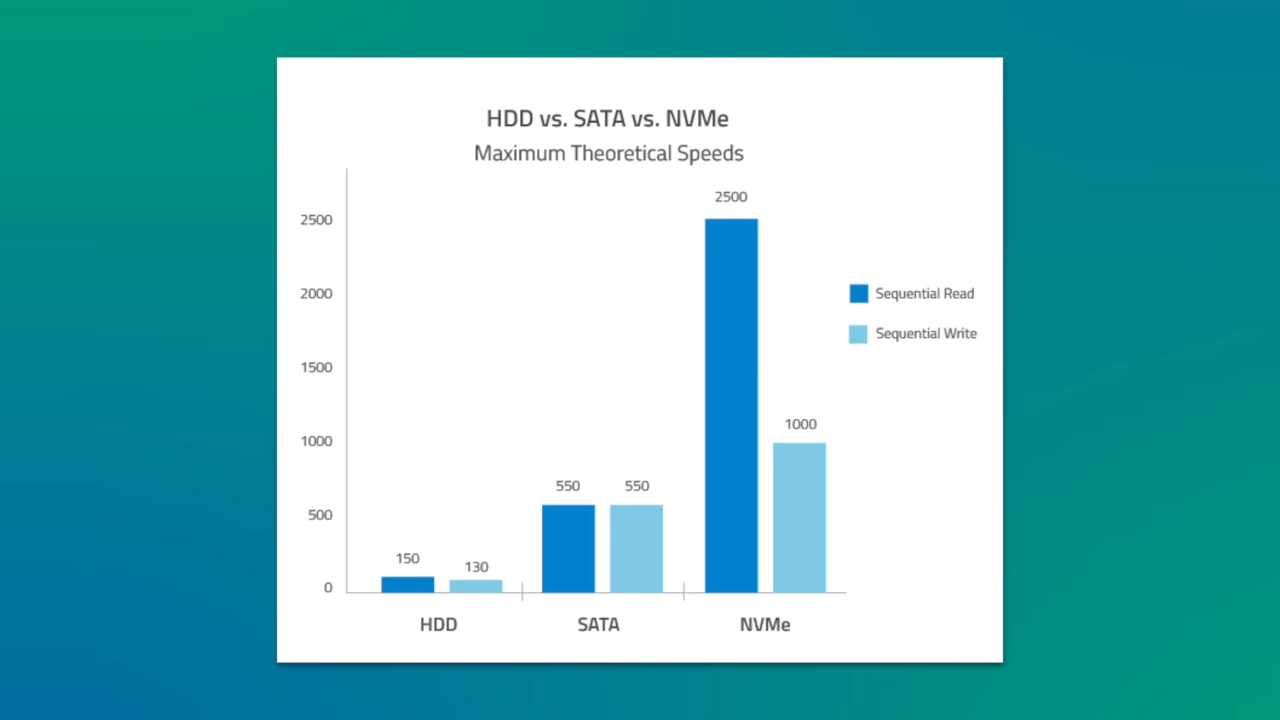 HDD vs. SATA vs. NVMe
Maximum Theoretical Speeds
2500
2500
2000
Sequential Read
Sequential Write
1500
1000
1000
550
550
500
150
130
0
HDD
SATA
NVMe